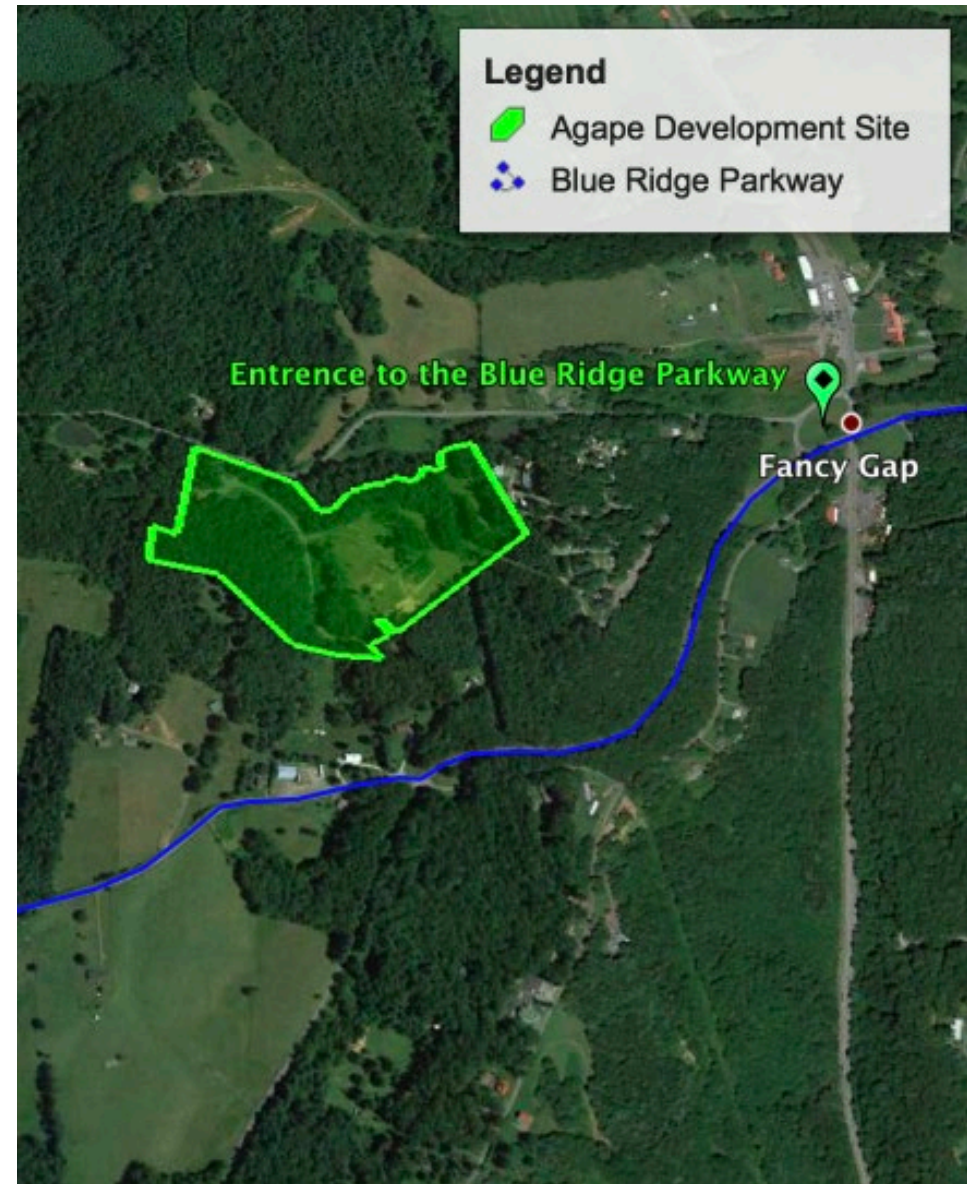 Legend
Agape Development Site
Blue Ridge Parkway
Entrence to the Blue Ridge Parkway
Fancy Gap